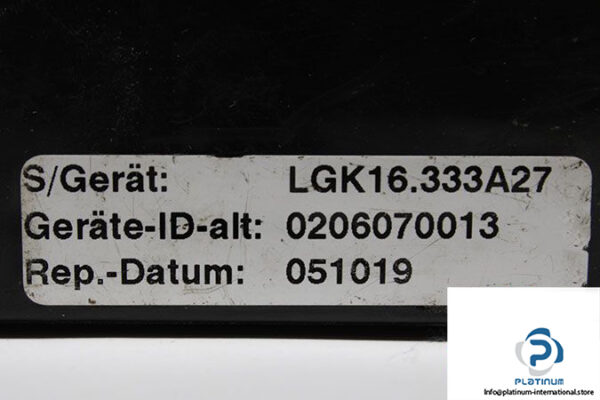 S/Gerät: LGK16.333A27
Geräte-ID-alt: 0206070013
Rep.-Datum: 051019
PLATINUM
Info@platinum-international.store